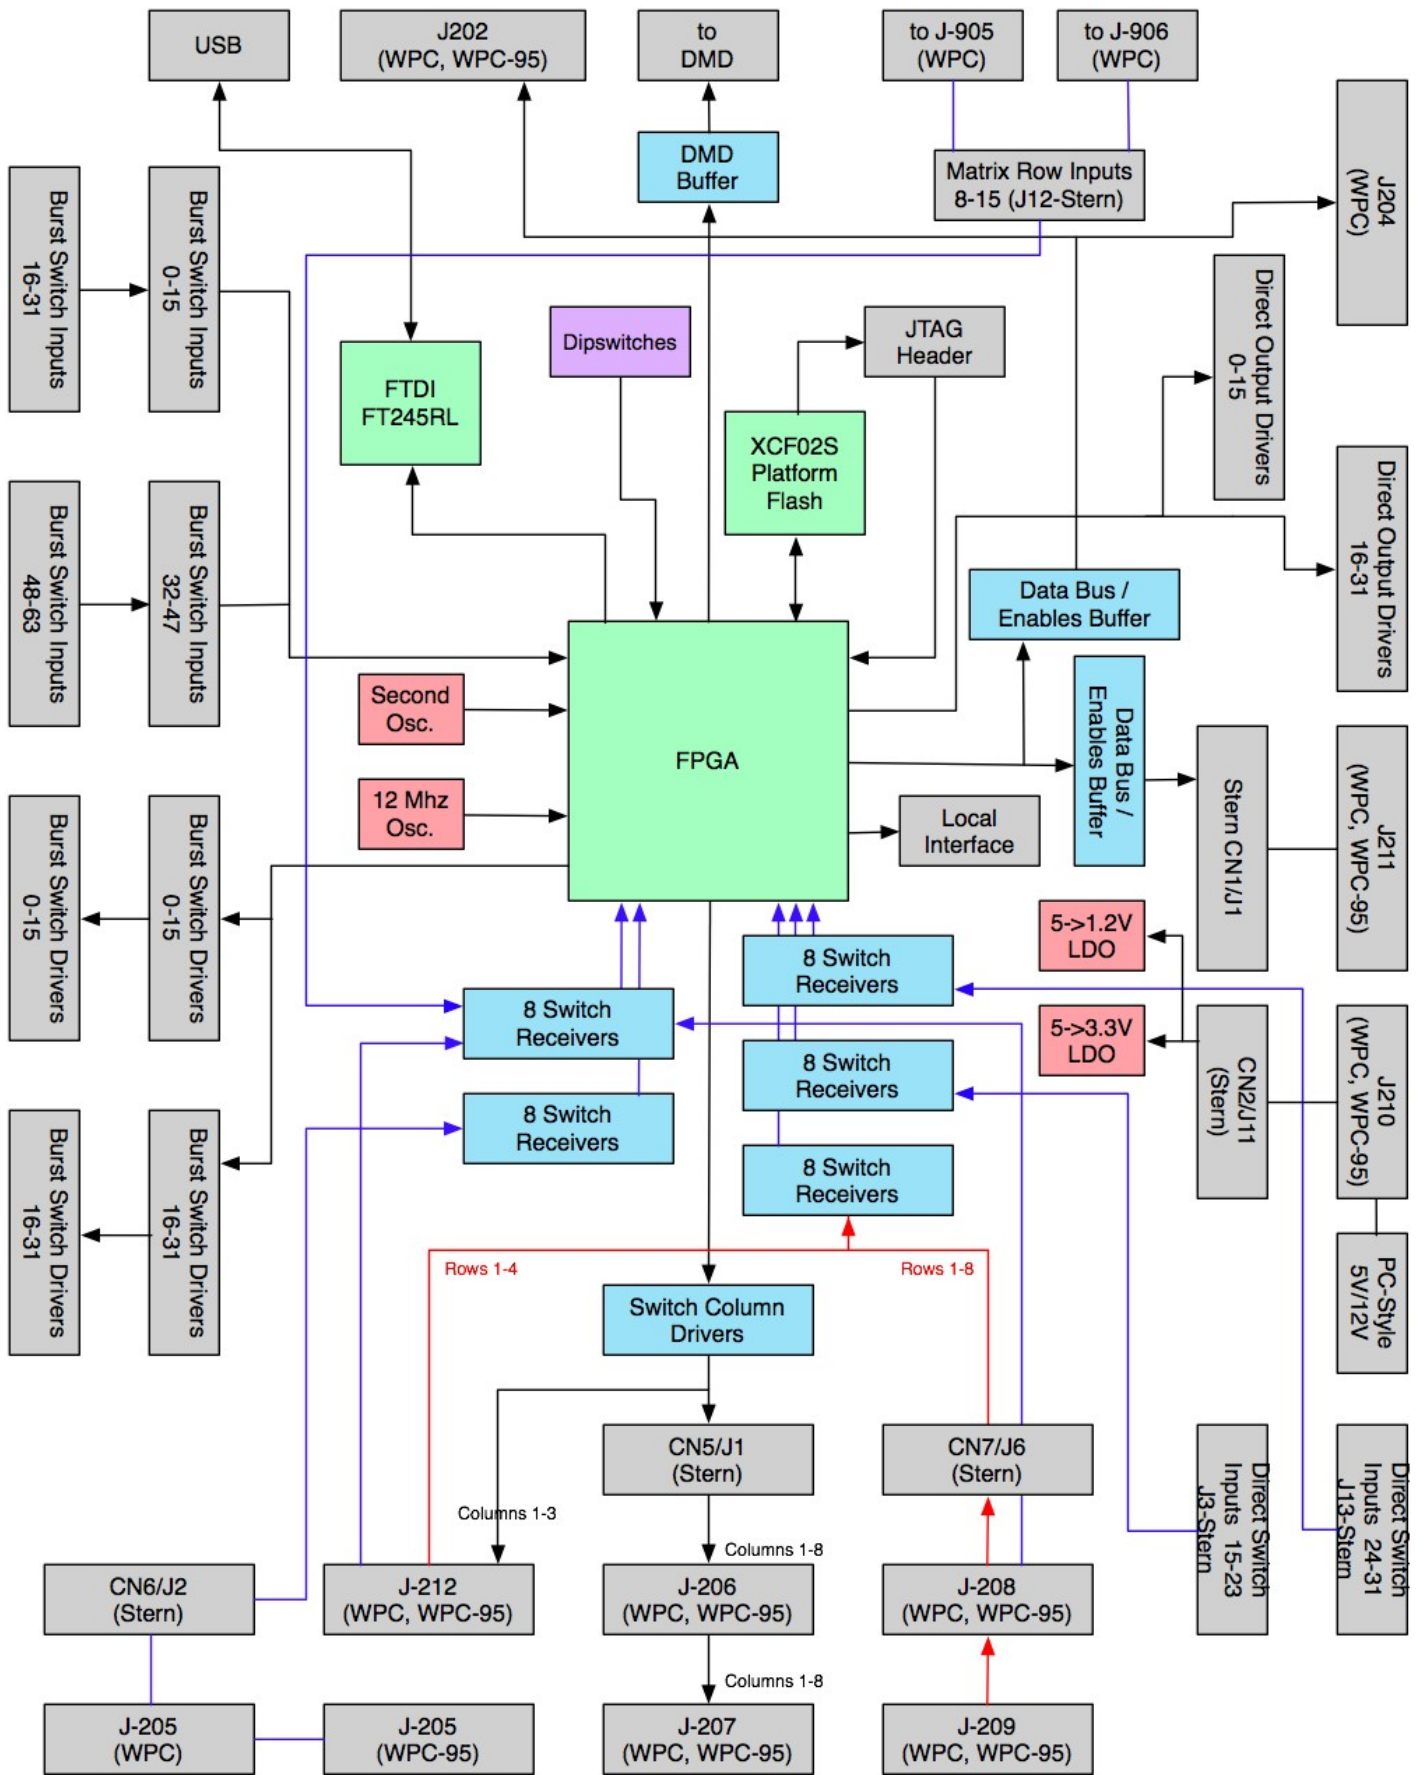 USB
J202
(WPC, WPC-95)
to
DMD
to J-905
(WPC)
to J-906
(WPC)
J204
(WPC)
DMD
Buffer
Matrix Row Inputs
8-15 (J12-Stern)
Burst Switch Inputs
16-31
Burst Switch Inputs
0-15
Direct Output Drivers
0-15
Dipswitches
JTAG
Header
FTDI
FT245RL
XCF02S
Platform
Flash
Direct Output Drivers
16-31
Burst Switch Inputs
48-63
Burst Switch Inputs
32-47
Data Bus /
Enables Buffer
Second
Osc.
FPGA
Data Bus /
Enables Buffer
Stern CN1/J1
J211
(WPC, WPC-95)
12 Mhz
Osc.
Local
Interface
Burst Switch Drivers
0-15
Burst Switch Drivers
0-15
5->1.2V
LDO
8 Switch
Receivers
8 Switch
Receivers
5->3.3V
LDO
CN2/J11
(Stern)
J210
(WPC, WPC-95)
8 Switch
Receivers
8 Switch
Receivers
8 Switch
Receivers
Burst Switch Drivers
16-31
Burst Switch Drivers
16-31
PC-Style
5V/12V
Rows 1-4
Rows 1-8
Switch Column
Drivers
CN5/J1
(Stern)
CN7/J6
(Stern)
Direct Switch
Inputs 15-23
J3-Stern
Direct Switch
Inputs 24-31
J13-Stern
Columns 1-3
Columns 1-8
CN6/J2
(Stern)
J-212
(WPC, WPC-95)
J-206
(WPC, WPC-95)
J-208
(WPC, WPC-95)
Columns 1-8
J-205
(WPC)
J-205
(WPC-95)
J-207
(WPC, WPC-95)
J-209
(WPC, WPC-95)